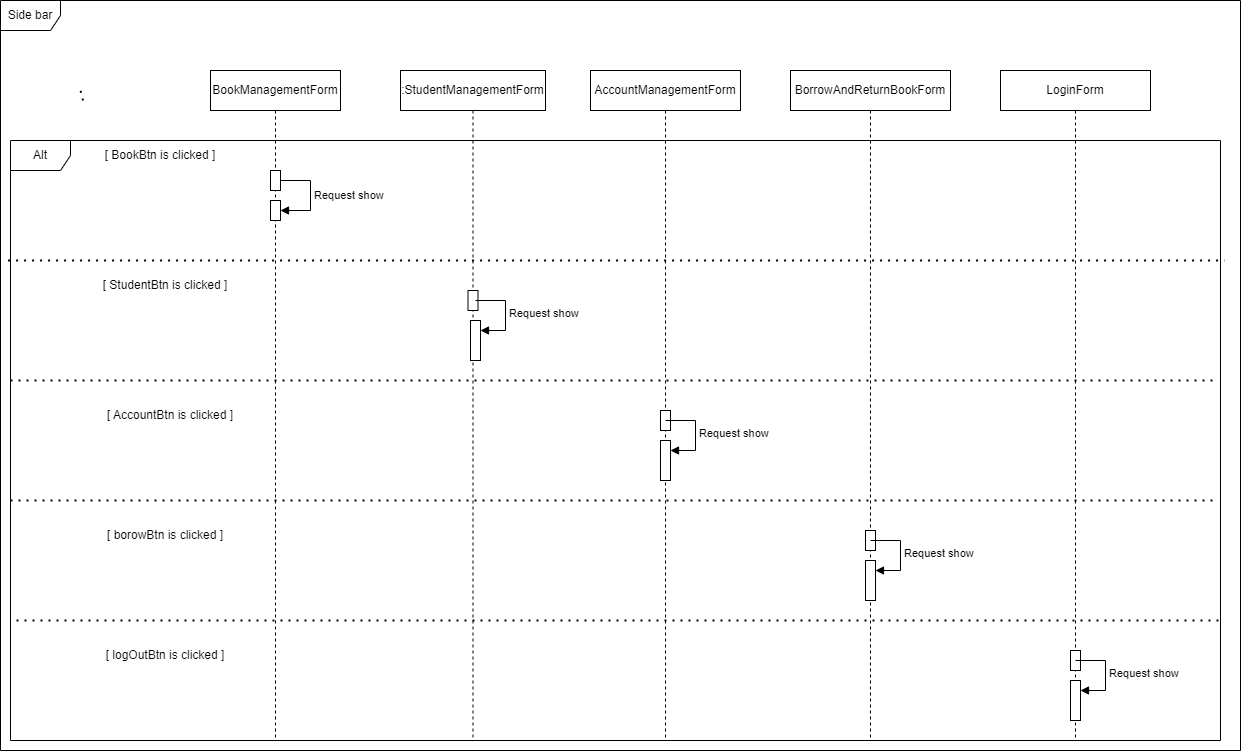 Side bar
:
BookManagementForm
:StudentManagementForm
AccountManagementForm
BorrowAndReturnBookForm
LoginForm
Alt
[ BookBtn is clicked ]
Request show
[ StudentBtn is clicked ]
Request show
[ AccountBtn is clicked ]
Request show
[ borowBtn is clicked ]
Request show
[ logOutBtn is clicked ]
Request show